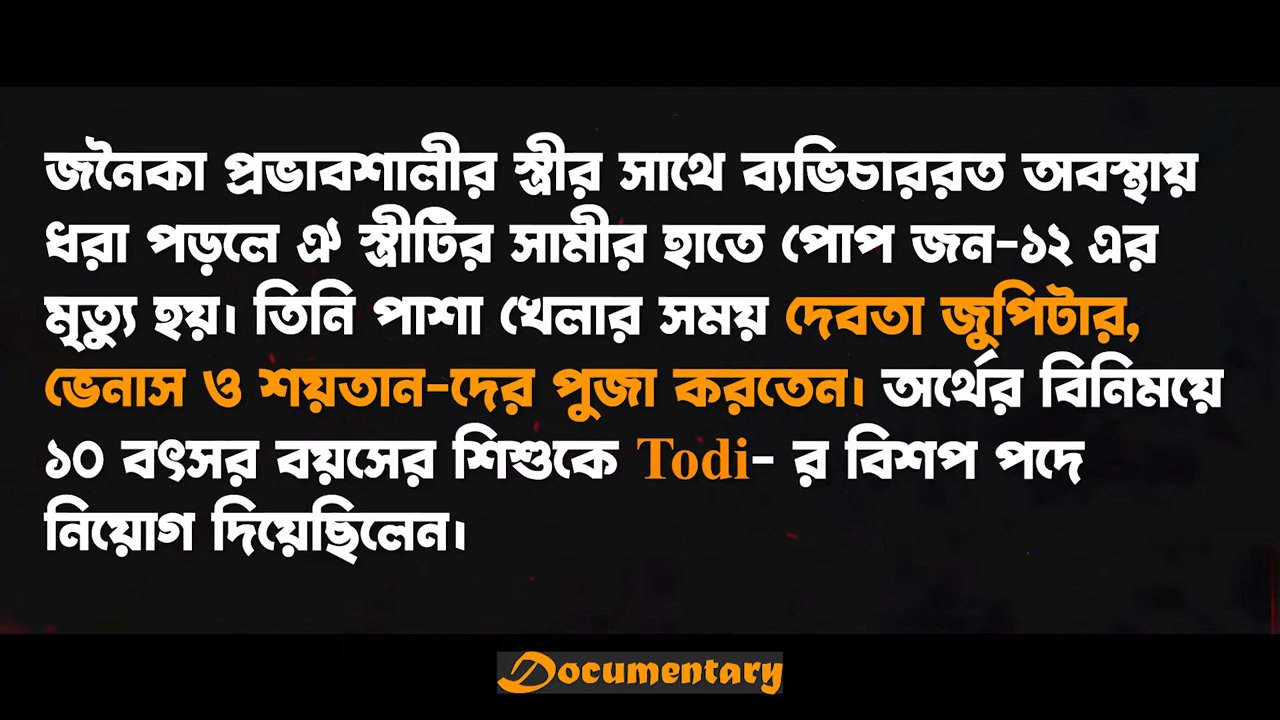 জনৈকা প্রভাবশালীর স্ত্রীর সাথে ব্যভিচাররত অবস্থায়
ধরা পড়লে ঐ স্ত্রীটির সামীর হাতে পোপ জন-১২ এর
মৃত্যু হয়। তিনি পাশা খেলার সময় দেবতা জুপিটার,
ভেনাস ও শয়তান-দের পুজা করতেন। অর্থের বিনিময়ে
১০ বৎসর বয়সের শিশুকে Todi- র বিশপ পদে
নিয়োগ দিয়েছিলেন।
Documentary